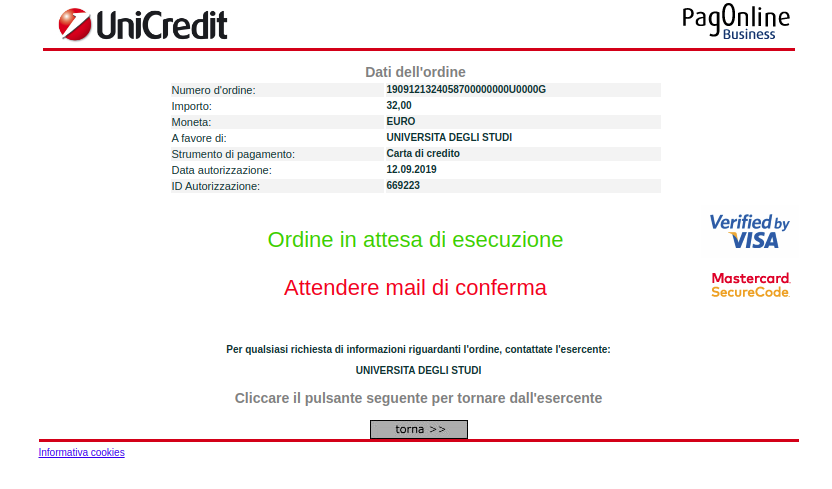 UniCredit
PagOnline
Business
Dati dell'ordine
Numero d'ordine: 1909121324058700000000U0000G
Importo: 32,00
Moneta: EURO
A favore di: UNIVERSITA DEGLI STUDI
Strumento di pagamento: Carta di credito
Data autorizzazione: 12.09.2019
ID Autorizzazione: 669223
Ordine in attesa di esecuzione
Verified by
VISA
Attendere mail di conferma
Mastercard
SecureCode
Per qualsiasi richiesta di informazioni riguardanti l'ordine, contattate l'esercente:
UNIVERSITA DEGLI STUDI
Cliccare il pulsante seguente per tornare dall'esercente
torna >>
Informativa cookies